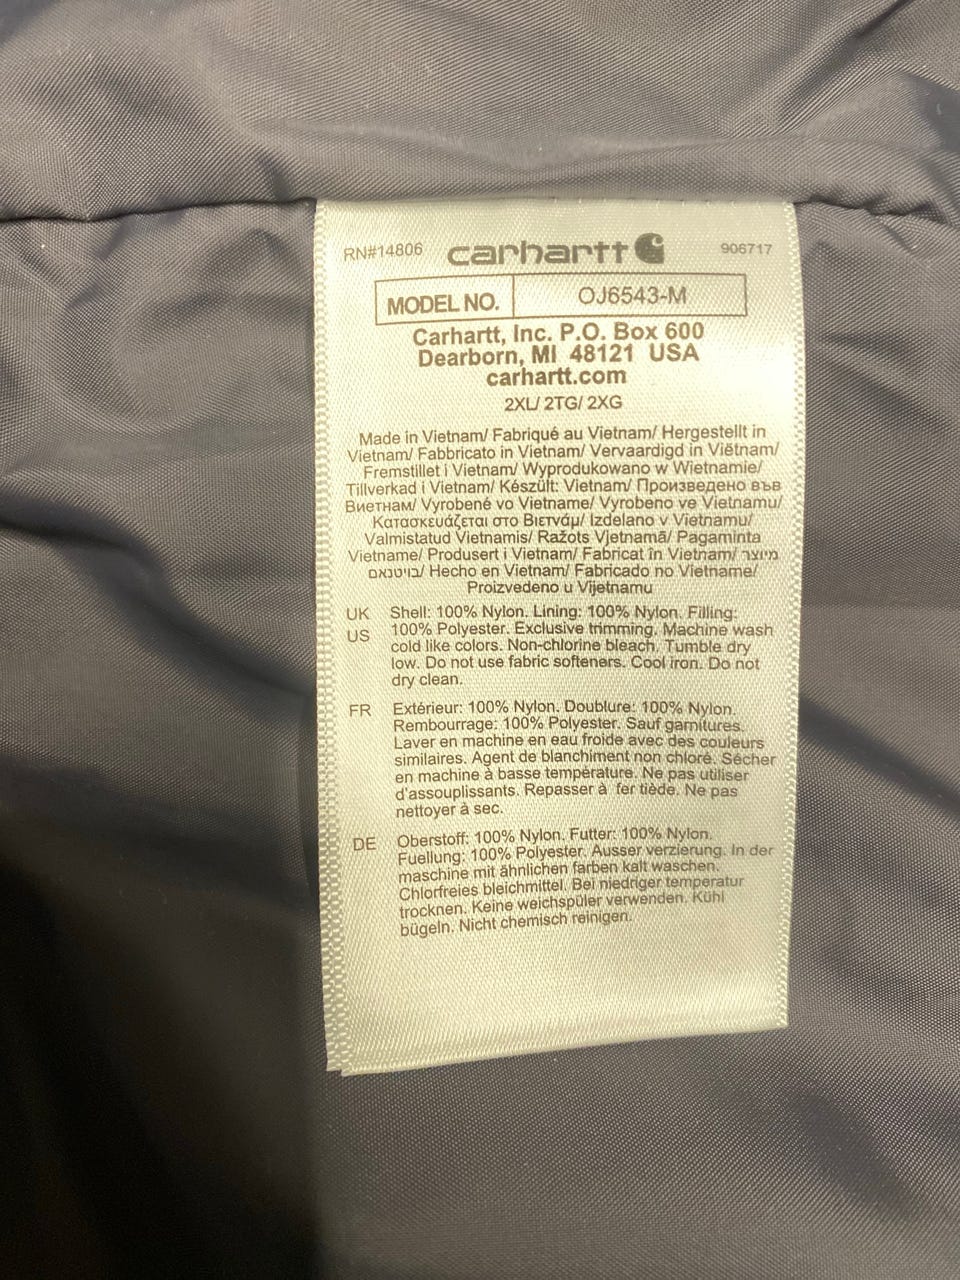 RN#14806 carhartt 906717
MODEL NO. OJ6543-M
Carhartt, Inc. P.O. Box 600
Dearborn, MI 48121 USA
carhartt.com
2XL/ 2TG/ 2XG
Made in Vietnam/ Fabriqué au Vietnam/ Hergestellt in
Vietnam/ Fabbricato in Vietnam/ Vervaardigd in Viëtnam/
Fremstillet i Vietnam/ Wyprodukowano w Wietnamie/
Tillverkad i Vietnam/ Készült: Vietnam/ Произведено във
Виетнам/ Vyrobené vo Vietname/ Vyrobeno ve Vietnamu/
Κατασκευάζεται στο Βιετνάμ/ Izdelano v Vietnamu/
Valmistatud Vietnamis/ Ražots Vjetnamā/ Pagaminta
Vietname/ Produsert i Vietnam/ Fabricat în Vietnam/ מיוצר
בויטנאם/ Hecho en Vietnam/ Fabricado no Vietname/
Proizvedeno u Vijetnamu
UK Shell: 100% Nylon. Lining: 100% Nylon. Filling:
US 100% Polyester. Exclusive trimming. Machine wash
cold like colors. Non-chlorine bleach. Tumble dry
low. Do not use fabric softeners. Cool iron. Do not
dry clean.
FR Extérieur: 100% Nylon. Doublure: 100% Nylon.
Rembourrage: 100% Polyester. Sauf garnitures.
Laver en machine en eau froide avec des couleurs
similaires. Agent de blanchiment non chloré. Sécher
en machine à basse température. Ne pas utiliser
d'assouplissants. Repasser à fer tiède. Ne pas
nettoyer à sec.
DE Oberstoff: 100% Nylon. Futter: 100% Nylon.
Fuellung: 100% Polyester. Ausser verzierung. In der
maschine mit ähnlichen farben kalt waschen.
Chlorfreies bleichmittel. Bei niedriger temperatur
trocknen. Keine weichspüler verwenden. Kühl
bügeln. Nicht chemisch reinigen.